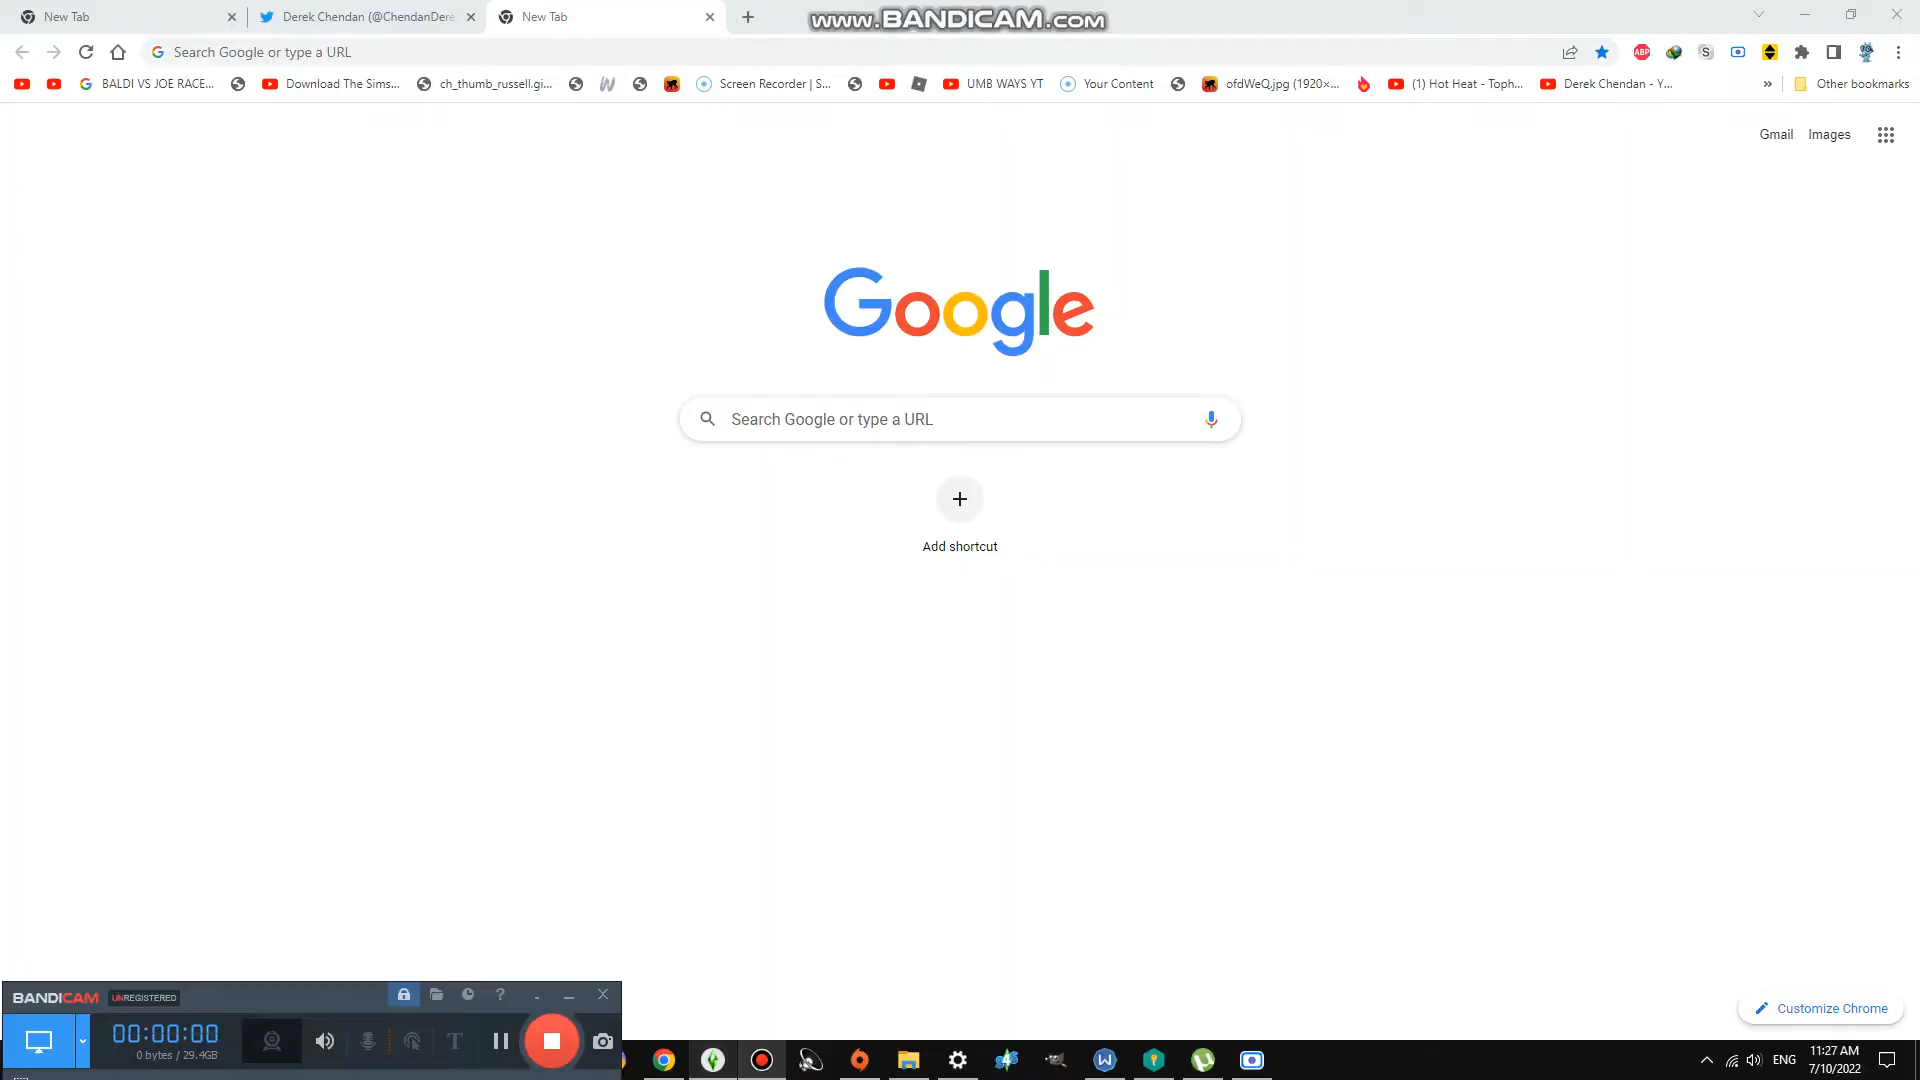 New Tab
Derek Chendan (@ChendanDere
New Tab
www.BANDICAM.com
Search Google or type a URL
ABP
S
BALDI VS JOE RACE...
Download The Sims...
ch_thumb_russell.gi...
Screen Recorder | S...
UMB WAYS YT
Your Content
ofdWeQ.jpg (1920×...
(1) Hot Heat - Toph...
Derek Chendan - Y...
»
Other bookmarks
Gmail
Images
Google
Search Google or type a URL
Add shortcut
Customize Chrome
BANDICAM
UNREGISTERED
00:00:00
0 bytes / 29.4GB
ENG
11:27 AM
7/10/2022